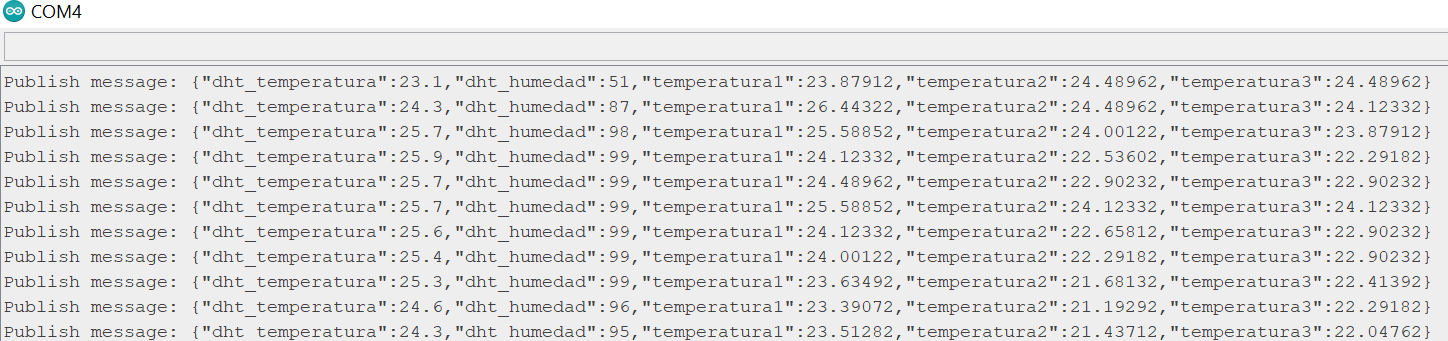 COM4
Publish message: {"dht_temperatura":23.1,"dht_humedad":51,"temperatura1":23.87912,"temperatura2":24.48962,"temperatura3":24.48962}
Publish message: {"dht_temperatura":24.3,"dht_humedad":87,"temperatura1":26.44322,"temperatura2":24.48962,"temperatura3":24.12332}
Publish message: {"dht_temperatura":25.7,"dht_humedad":98,"temperatura1":25.58852,"temperatura2":24.00122,"temperatura3":23.87912}
Publish message: {"dht_temperatura":25.9,"dht_humedad":99,"temperatura1":24.12332,"temperatura2":22.53602,"temperatura3":22.29182}
Publish message: {"dht_temperatura":25.7,"dht_humedad":99,"temperatura1":24.48962,"temperatura2":22.90232,"temperatura3":22.90232}
Publish message: {"dht_temperatura":25.7,"dht_humedad":99,"temperatura1":25.58852,"temperatura2":24.12332,"temperatura3":24.12332}
Publish message: {"dht_temperatura":25.6,"dht_humedad":99,"temperatura1":24.12332,"temperatura2":22.65812,"temperatura3":22.90232}
Publish message: {"dht_temperatura":25.4,"dht_humedad":99,"temperatura1":24.00122,"temperatura2":22.29182,"temperatura3":22.90232}
Publish message: {"dht_temperatura":25.3,"dht_humedad":99,"temperatura1":23.63492,"temperatura2":21.68132,"temperatura3":22.41392}
Publish message: {"dht_temperatura":24.6,"dht_humedad":96,"temperatura1":23.39072,"temperatura2":21.19292,"temperatura3":22.29182}
Publish message: {"dht_temperatura":24.3,"dht_humedad":95,"temperatura1":23.51282,"temperatura2":21.43712,"temperatura3":22.04762}